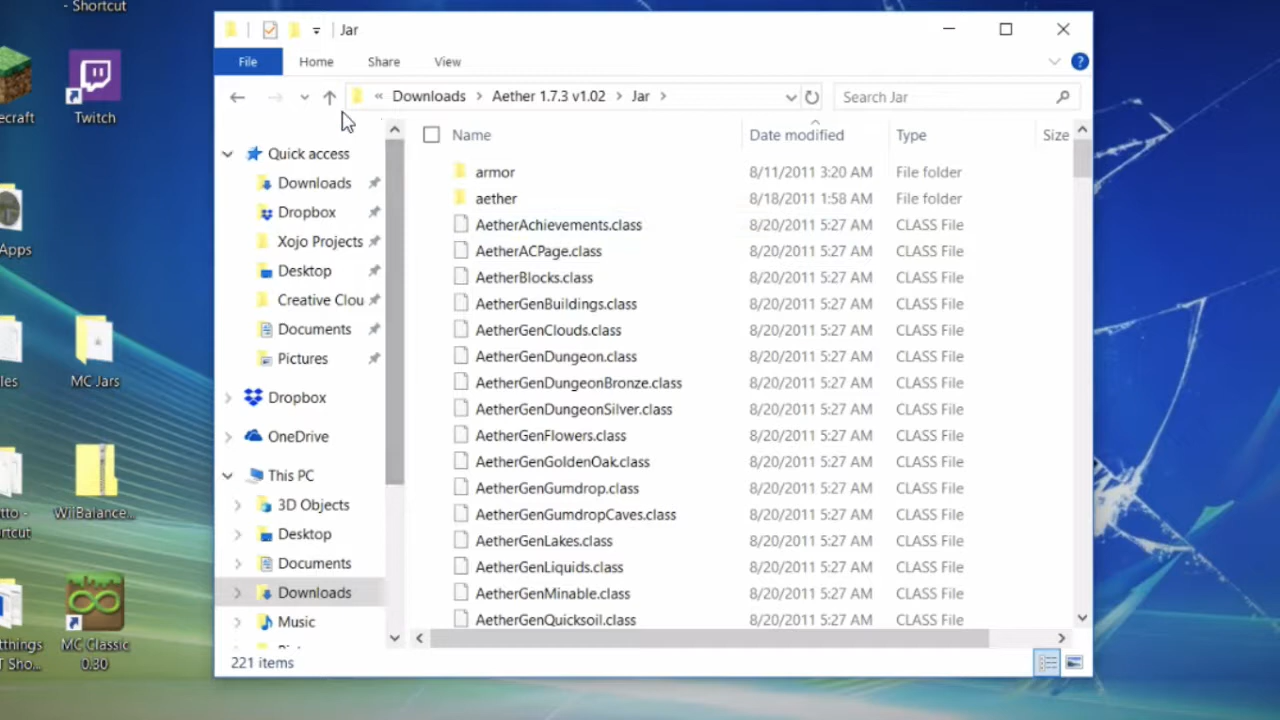 - Shortcut
Jar
File Home Share View
« Downloads > Aether 1.7.3 v1.02 > Jar >
Search Jar
Name Date modified Type Size
armor 8/11/2011 3:20 AM File folder
aether 8/18/2011 1:58 AM File folder
AetherAchievements.class 8/20/2011 5:27 AM CLASS File
AetherACPage.class 8/20/2011 5:27 AM CLASS File
AetherBlocks.class 8/20/2011 5:27 AM CLASS File
AetherGenBuildings.class 8/20/2011 5:27 AM CLASS File
AetherGenClouds.class 8/20/2011 5:27 AM CLASS File
AetherGenDungeon.class 8/20/2011 5:27 AM CLASS File
AetherGenDungeonBronze.class 8/20/2011 5:27 AM CLASS File
AetherGenDungeonSilver.class 8/20/2011 5:27 AM CLASS File
AetherGenFlowers.class 8/20/2011 5:27 AM CLASS File
AetherGenGoldenOak.class 8/20/2011 5:27 AM CLASS File
AetherGenGumdrop.class 8/20/2011 5:27 AM CLASS File
AetherGenGumdropCaves.class 8/20/2011 5:27 AM CLASS File
AetherGenLakes.class 8/20/2011 5:27 AM CLASS File
AetherGenLiquids.class 8/20/2011 5:27 AM CLASS File
AetherGenMinable.class 8/20/2011 5:27 AM CLASS File
AetherGenQuicksoil.class 8/20/2011 5:27 AM CLASS File
Quick access
Downloads
Dropbox
Xojo Projects
Desktop
Creative Clou
Documents
Pictures
Dropbox
OneDrive
This PC
3D Objects
Desktop
Documents
Downloads
Music
221 items
ecraft
Twitch
Apps
les
MC Jars
tto -
ortcut
WilBalance...
tthings
T Sho...
MC Classic
0.30